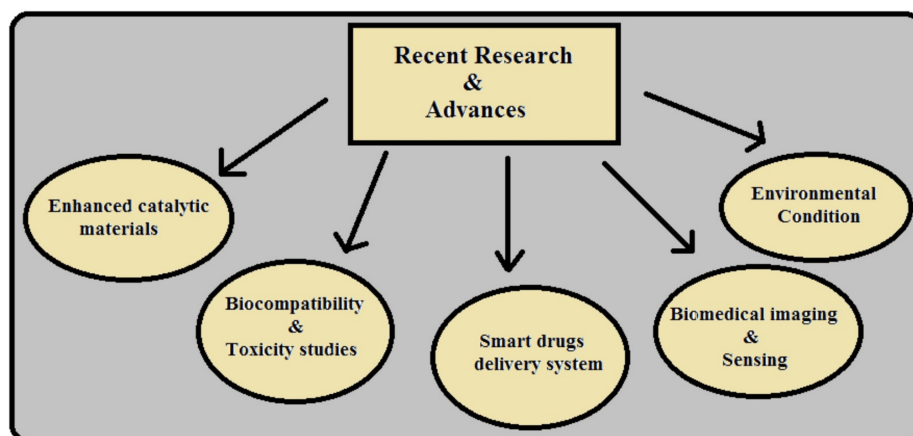 Recent Research
&
Advances
Enhanced catalytic
materials
Biocompatibility
&
Toxicity studies
Smart drugs
delivery system
Biomedical imaging
&
Sensing
Environmental
Condition